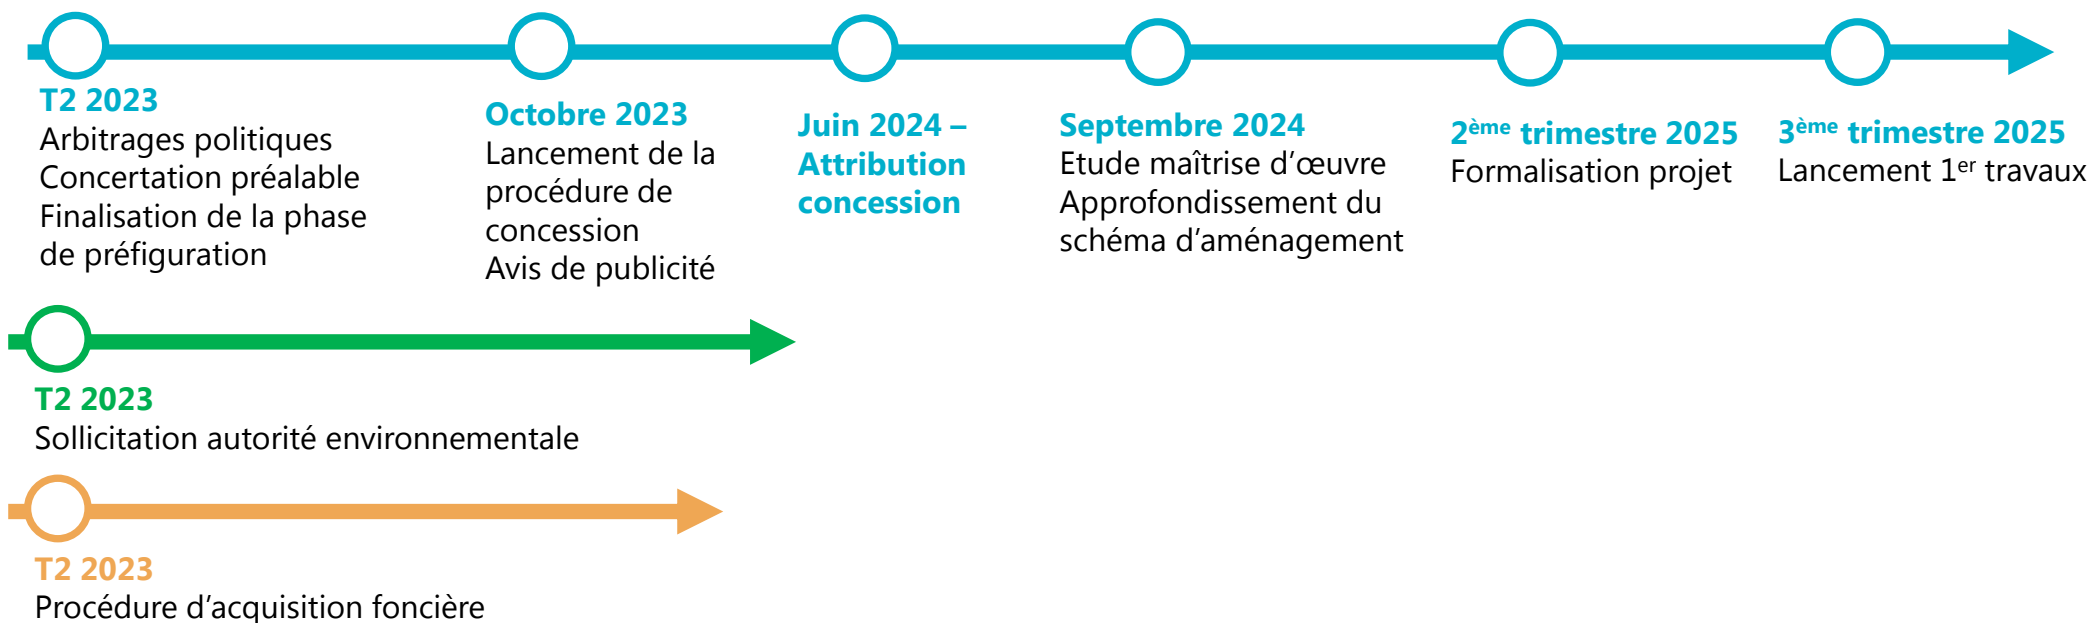 T2 2023
Arbitrages politiques
Concertation préalable
Finalisation de la phase
de préfiguration
Octobre 2023
Lancement de la
procédure de
concession
Avis de publicité
Juin 2024 –
Attribution
concession
Septembre 2024
Etude maîtrise d’œuvre
Approfondissement du
schéma d’aménagement
2ème trimestre 2025
Formalisation projet
3ème trimestre 2025
Lancement 1er travaux
T2 2023
Sollicitation autorité environnementale
T2 2023
Procédure d’acquisition foncière